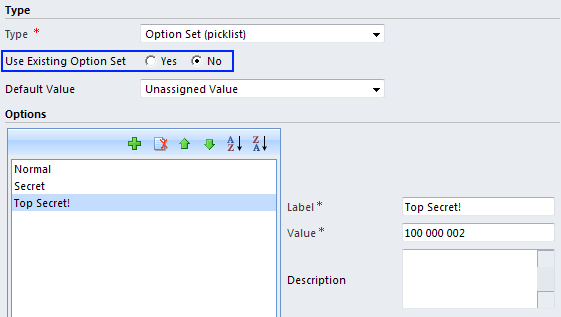 Type
Type * Option Set (picklist)
Use Existing Option Set Yes No
Default Value Unassigned Value
Options
A Z Z A
Normal
Secret
Top Secret!
Label * Top Secret!
Value * 100 000 002
Description